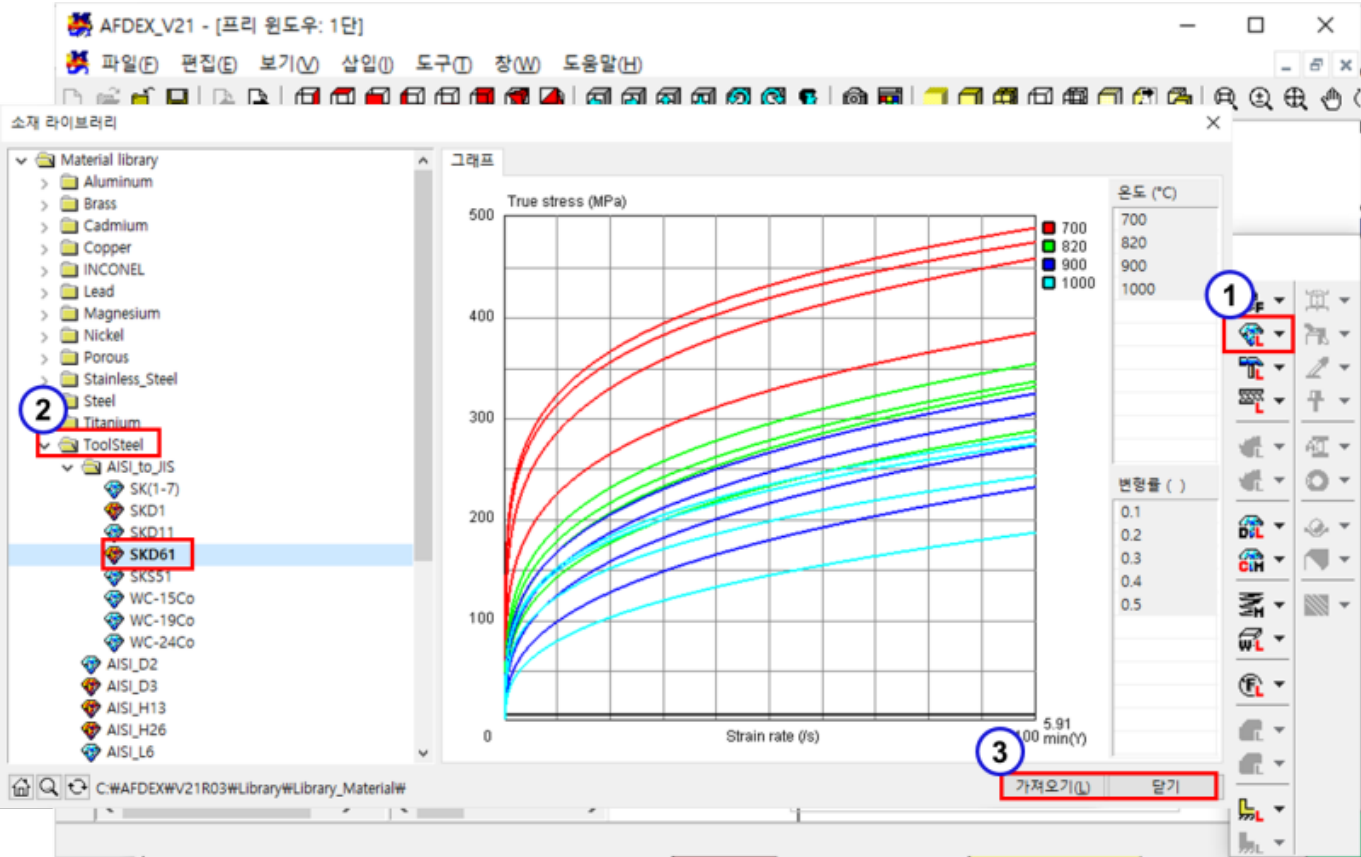 AFDEX_V21 - [프리 윈도우: 1단]
파일(F) 편집(E) 보기(V) 삽입(I) 도구(T) 창(W) 도움말(H)
소재 라이브러리
Material library
Aluminum
Brass
Cadmium
Copper
INCONEL
Lead
Magnesium
Nickel
Porous
Stainless_Steel
Steel
Titanium
2
ToolSteel
AISI_to_JIS
SK(1-7)
SKD1
SKD11
SKD61
SKS51
WC-15Co
WC-19Co
WC-24Co
AISI_D2
AISI_D3
AISI_H13
AISI_H26
AISI_L6
C:₩AFDEX₩V21R03₩Library₩Library_Material₩
그래프
True stress (MPa)
500
400
300
200
100
0
0
Strain rate (/s)
5.91
min(Y)
700
820
900
1000
온도 (°C)
700
820
900
1000
변형률 ( )
0.1
0.2
0.3
0.4
0.5
3
가져오기(L) 닫기
1
F
L
L
L
L
L
D L
CIM
M
W L
F L
L
L
L
L